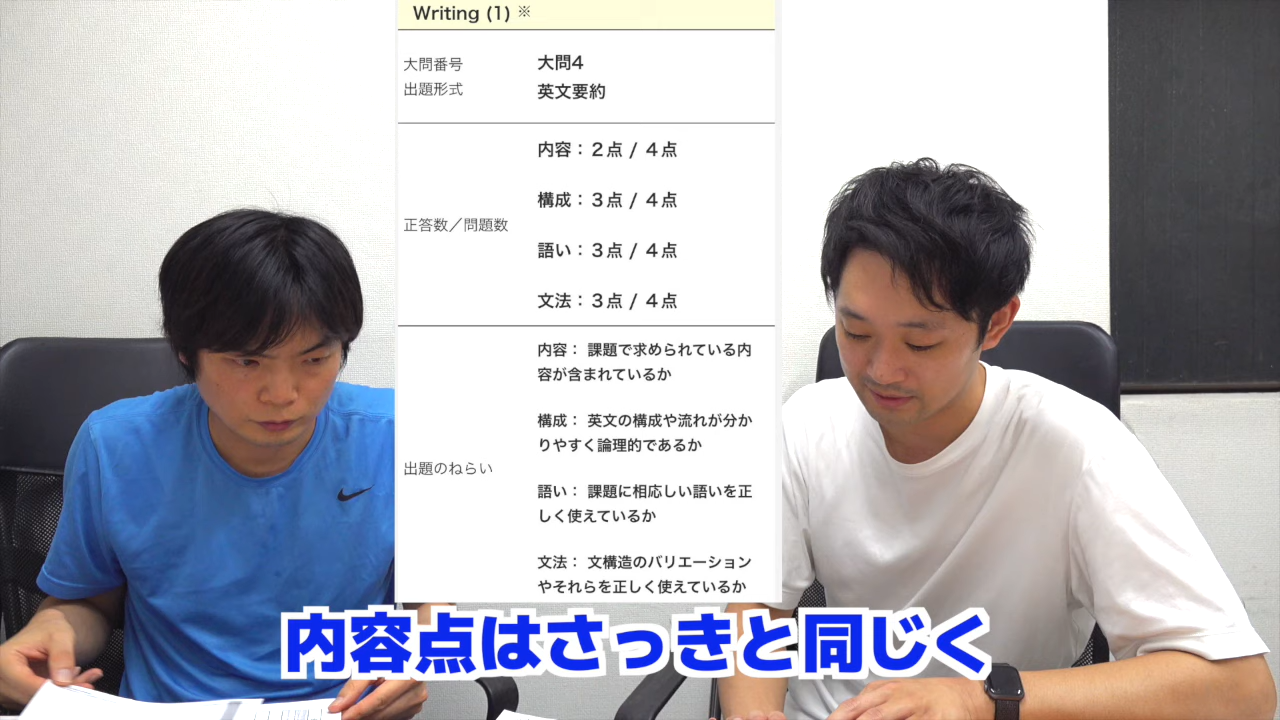 Writing (1) ※
大問番号
出題形式
大問4
英文要約
正答数／問題数
内容：２点 / ４点
構成：３点 / ４点
語い：３点 / ４点
文法：３点 / ４点
出題のねらい
内容： 課題で求められている内
容が含まれているか
構成： 英文の構成や流れが分か
りやすく論理的であるか
語い： 課題に相応しい語いを正
しく使えているか
文法： 文構造のバリエーション
やそれらを正しく使えているか
内容点はさっきと同じく